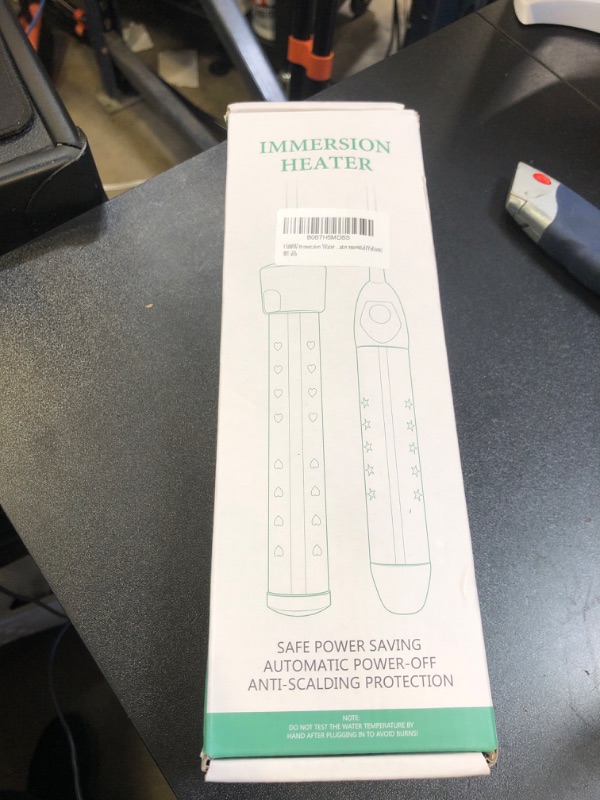 IMMERSION
HEATER
SAFE POWER SAVING
AUTOMATIC POWER-OFF
ANTI-SCALDING PROTECTION
NOTE:
DO NOT TEST THE WATER TEMPERATURE BY
HAND AFTER PLUGGING IN TO AVOID BURNS!